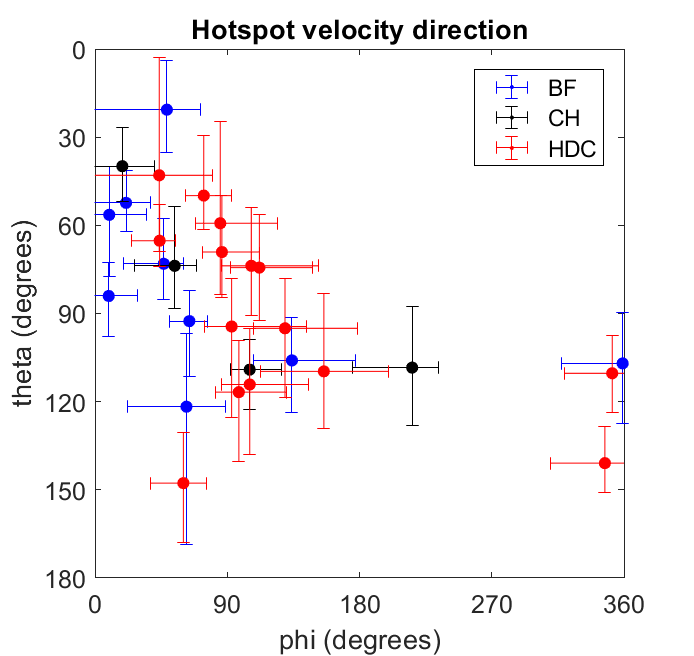 Hotspot velocity direction
0
30
60
90
120
150
180
theta (degrees)
BF
CH
HDC
0
90
180
270
360
phi (degrees)